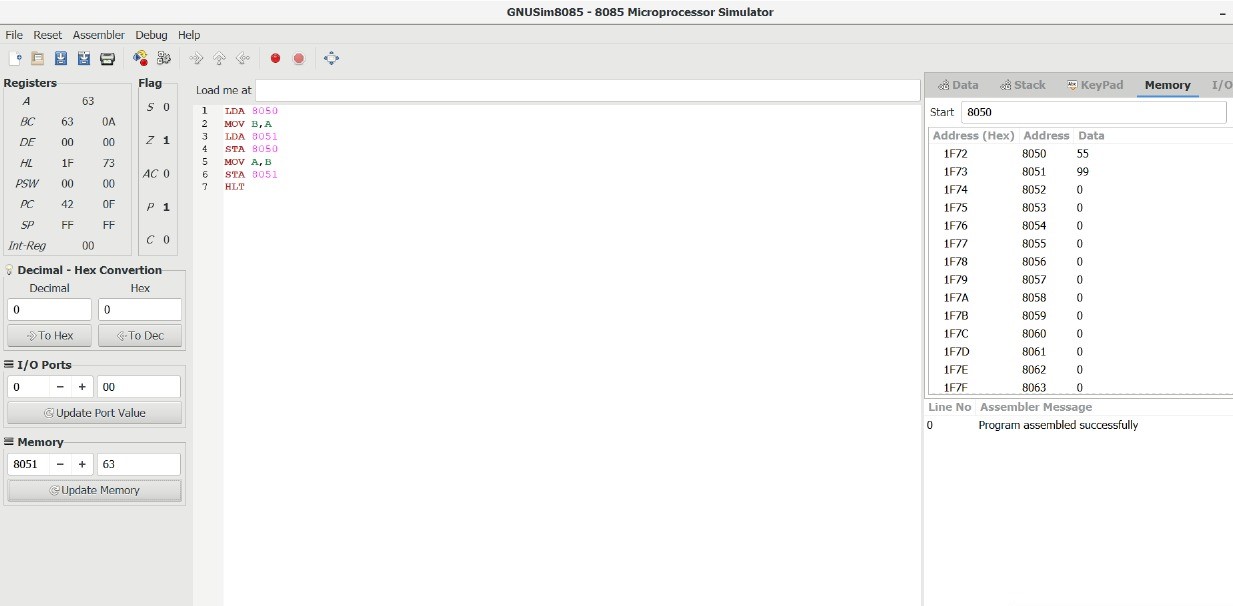 GNUSim8085 - 8085 Microprocessor Simulator
File Reset Assembler Debug Help
Registers
A 63
BC 63 0A
DE 00 00
HL 1F 73
PSW 00 00
PC 42 0F
SP FF FF
Int-Reg 00
Flag
S 0
Z 1
AC 0
P 1
C 0
Decimal - Hex Convertion
Decimal Hex
0 0
To Hex To Dec
I/O Ports
0 − + 00
Update Port Value
Memory
8051 − + 63
Update Memory
Load me at
1 LDA 8050
2 MOV B,A
3 LDA 8051
4 STA 8050
5 MOV A,B
6 STA 8051
7 HLT
Data Stack KeyPad Memory I/O
Start 8050
Address (Hex) Address Data
1F72 8050 55
1F73 8051 99
1F74 8052 0
1F75 8053 0
1F76 8054 0
1F77 8055 0
1F78 8056 0
1F79 8057 0
1F7A 8058 0
1F7B 8059 0
1F7C 8060 0
1F7D 8061 0
1F7E 8062 0
1F7F 8063 0
Line No Assembler Message
0 Program assembled successfully